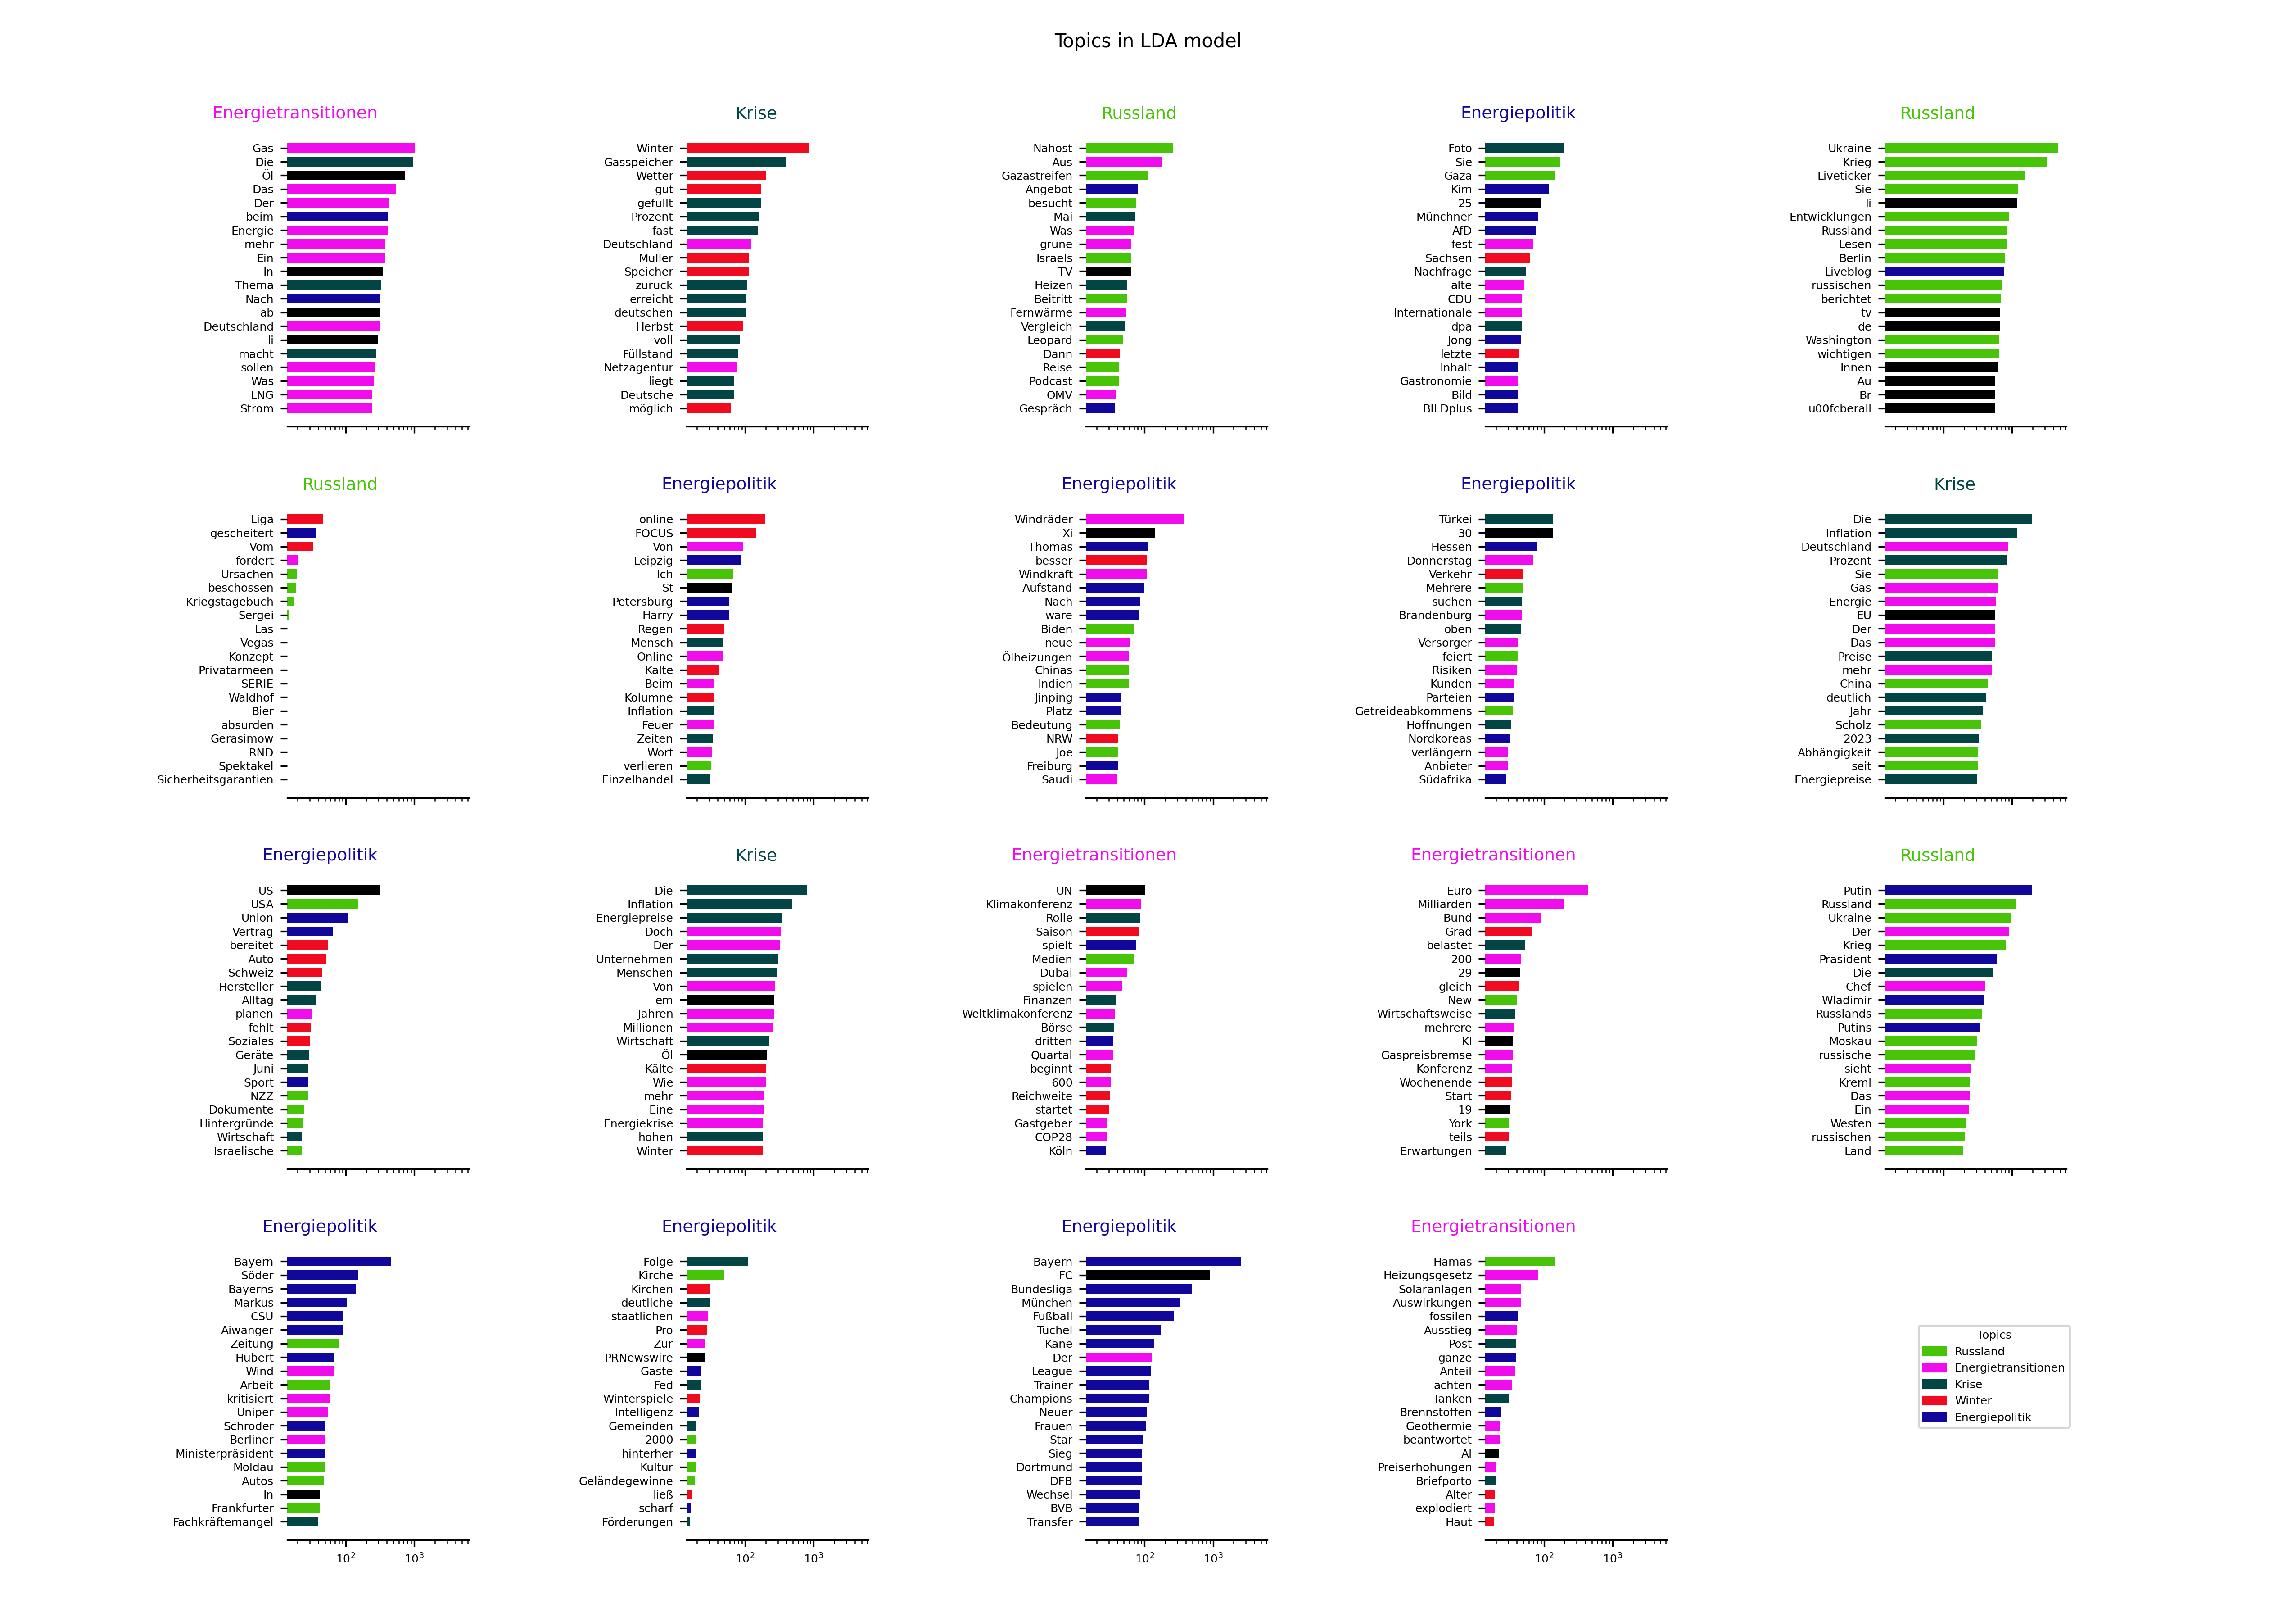 Topics in LDA model
Energietransitionen
Gas
Die
Öl
Das
Der
beim
Energie
mehr
Ein
In
Thema
Nach
ab
Deutschland
li
macht
sollen
Was
LNG
Strom
Krise
Winter
Gasspeicher
Wetter
gut
gefüllt
Prozent
fast
Deutschland
Müller
Speicher
zurück
erreicht
deutschen
Herbst
voll
Füllstand
Netzagentur
liegt
Deutsche
möglich
Russland
Nahost
Aus
Gazastreifen
Angebot
besucht
Mai
Was
grüne
Israels
TV
Heizen
Beitritt
Fernwärme
Vergleich
Leopard
Dann
Reise
Podcast
OMV
Gespräch
Energiepolitik
Foto
Sie
Gaza
Kim
25
Münchner
AfD
fest
Sachsen
Nachfrage
alte
CDU
Internationale
dpa
Jong
letzte
Inhalt
Gastronomie
Bild
BILDplus
Russland
Ukraine
Krieg
Liveticker
Sie
li
Entwicklungen
Russland
Lesen
Berlin
Liveblog
russischen
berichtet
tv
de
Washington
wichtigen
Innen
Au
Br
u00fcberall
Russland
Liga
gescheitert
Vom
fordert
Ursachen
beschossen
Kriegstagebuch
Sergei
Las
Vegas
Konzept
Privatarmeen
SERIE
Waldhof
Bier
absurden
Gerasimow
RND
Spektakel
Sicherheitsgarantien
Energiepolitik
online
FOCUS
Von
Leipzig
Ich
St
Petersburg
Harry
Regen
Mensch
Online
Kälte
Beim
Kolumne
Inflation
Feuer
Zeiten
Wort
verlieren
Einzelhandel
Energiepolitik
Windräder
Xi
Thomas
besser
Windkraft
Aufstand
Nach
wäre
Biden
neue
Ölheizungen
Chinas
Indien
Jinping
Platz
Bedeutung
NRW
Joe
Freiburg
Saudi
Energiepolitik
Türkei
30
Hessen
Donnerstag
Verkehr
Mehrere
suchen
Brandenburg
oben
Versorger
feiert
Risiken
Kunden
Parteien
Getreideabkommens
Hoffnungen
Nordkoreas
verlängern
Anbieter
Südafrika
Krise
Die
Inflation
Deutschland
Prozent
Sie
Gas
Energie
EU
Der
Das
Preise
mehr
China
deutlich
Jahr
Scholz
2023
Abhängigkeit
seit
Energiepreise
Energiepolitik
US
USA
Union
Vertrag
bereitet
Auto
Schweiz
Hersteller
Alltag
planen
fehlt
Soziales
Geräte
Juni
Sport
NZZ
Dokumente
Hintergründe
Wirtschaft
Israelische
Krise
Die
Inflation
Energiepreise
Doch
Der
Unternehmen
Menschen
Von
em
Jahren
Millionen
Wirtschaft
Öl
Kälte
Wie
mehr
Eine
Energiekrise
hohen
Winter
Energietransitionen
UN
Klimakonferenz
Rolle
Saison
spielt
Medien
Dubai
spielen
Finanzen
Weltklimakonferenz
Börse
dritten
Quartal
beginnt
600
Reichweite
startet
Gastgeber
COP28
Köln
Energietransitionen
Euro
Milliarden
Bund
Grad
belastet
200
29
gleich
New
Wirtschaftsweise
mehrere
KI
Gaspreisbremse
Konferenz
Wochenende
Start
19
York
teils
Erwartungen
Russland
Putin
Russland
Ukraine
Der
Krieg
Präsident
Die
Chef
Wladimir
Russlands
Putins
Moskau
russische
sieht
Kreml
Das
Ein
Westen
russischen
Land
Energiepolitik
Bayern
Söder
Bayerns
Markus
CSU
Aiwanger
Zeitung
Hubert
Wind
Arbeit
kritisiert
Uniper
Schröder
Berliner
Ministerpräsident
Moldau
Autos
In
Frankfurter
Fachkräftemangel
10²
10³
Energiepolitik
Folge
Kirche
Kirchen
deutliche
staatlichen
Pro
Zur
PRNewswire
Gäste
Fed
Winterspiele
Intelligenz
Gemeinden
2000
hinterher
Kultur
Geländegewinne
ließ
scharf
Förderungen
10²
10³
Energiepolitik
Bayern
FC
Bundesliga
München
Fußball
Tuchel
Kane
Der
League
Trainer
Champions
Neuer
Frauen
Star
Sieg
Dortmund
DFB
Wechsel
BVB
Transfer
10²
10³
Energietransitionen
Hamas
Heizungsgesetz
Solaranlagen
Auswirkungen
fossilen
Ausstieg
Post
ganze
Anteil
achten
Tanken
Brennstoffen
Geothermie
beantwortet
Al
Preiserhöhungen
Briefporto
Alter
explodiert
Haut
10²
10³
Topics
Russland
Energietransitionen
Krise
Winter
Energiepolitik